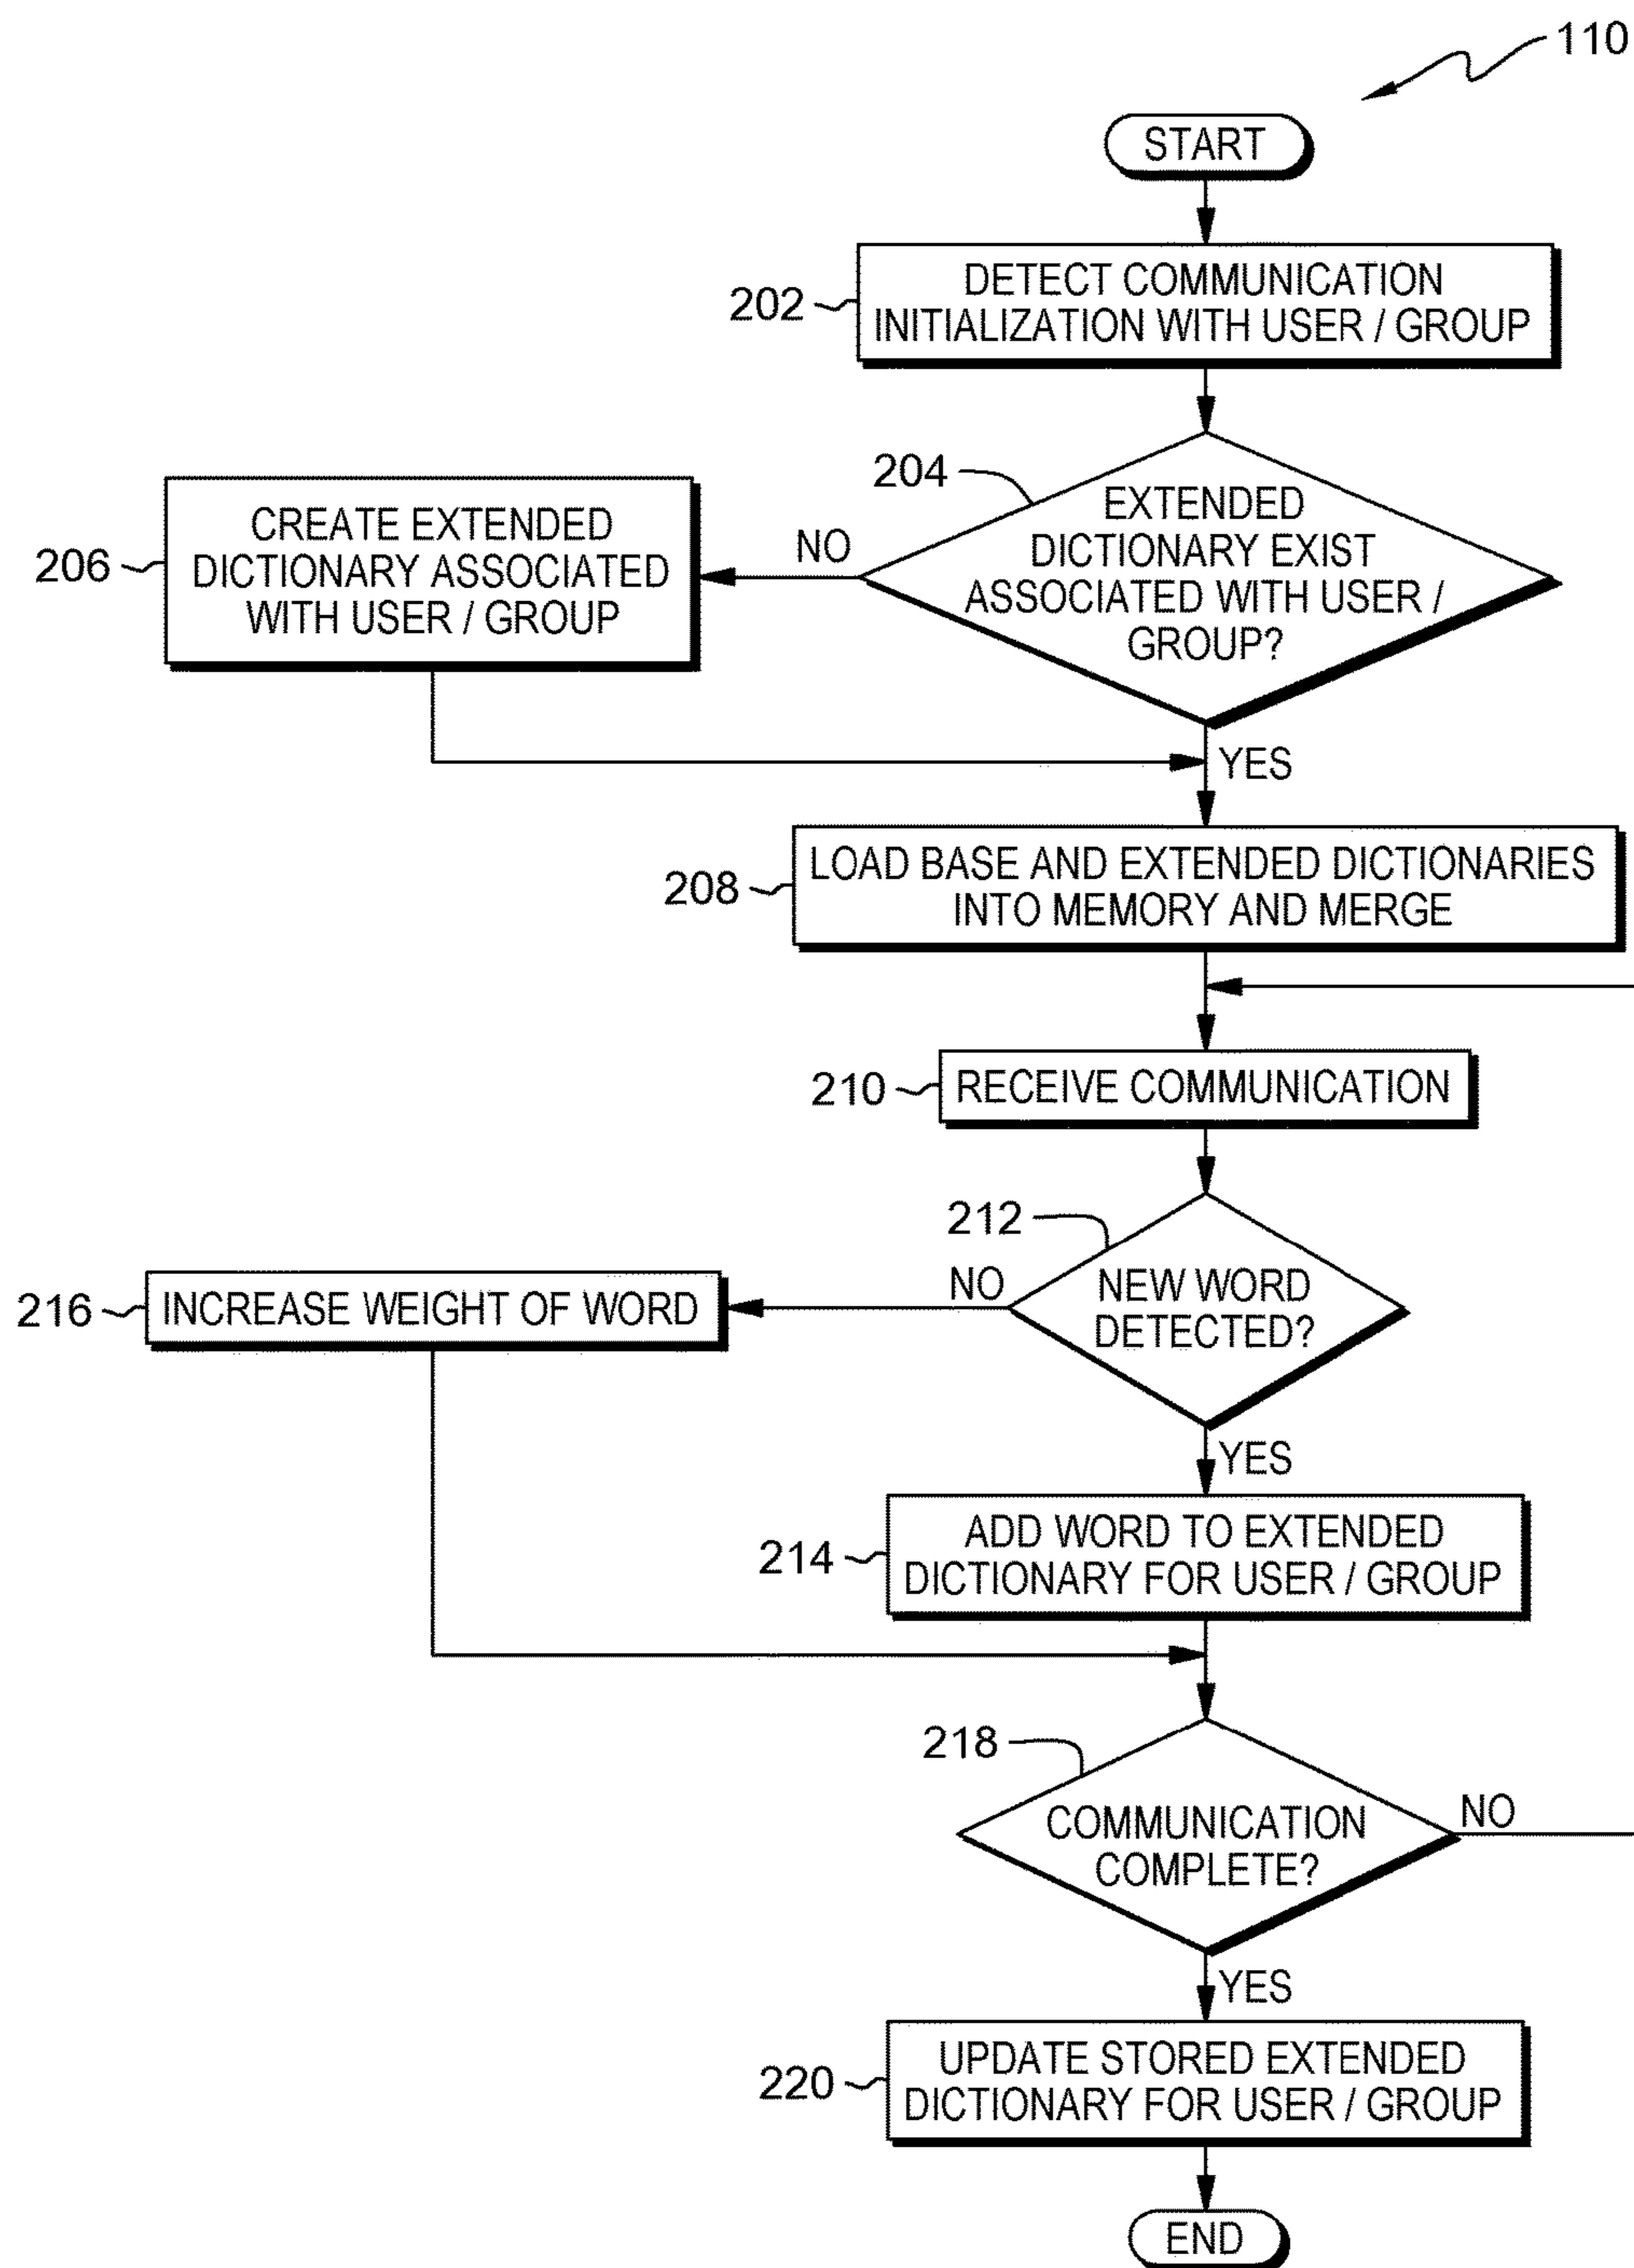 110
START
202
DETECT COMMUNICATION
INITIALIZATION WITH USER / GROUP
204
EXTENDED
DICTIONARY EXIST
ASSOCIATED WITH USER /
GROUP?
NO
206
CREATE EXTENDED
DICTIONARY ASSOCIATED
WITH USER / GROUP
YES
208
LOAD BASE AND EXTENDED DICTIONARIES
INTO MEMORY AND MERGE
210
RECEIVE COMMUNICATION
212
NEW WORD
DETECTED?
NO
216
INCREASE WEIGHT OF WORD
YES
214
ADD WORD TO EXTENDED
DICTIONARY FOR USER / GROUP
218
COMMUNICATION
COMPLETE?
NO
YES
220
UPDATE STORED EXTENDED
DICTIONARY FOR USER / GROUP
END